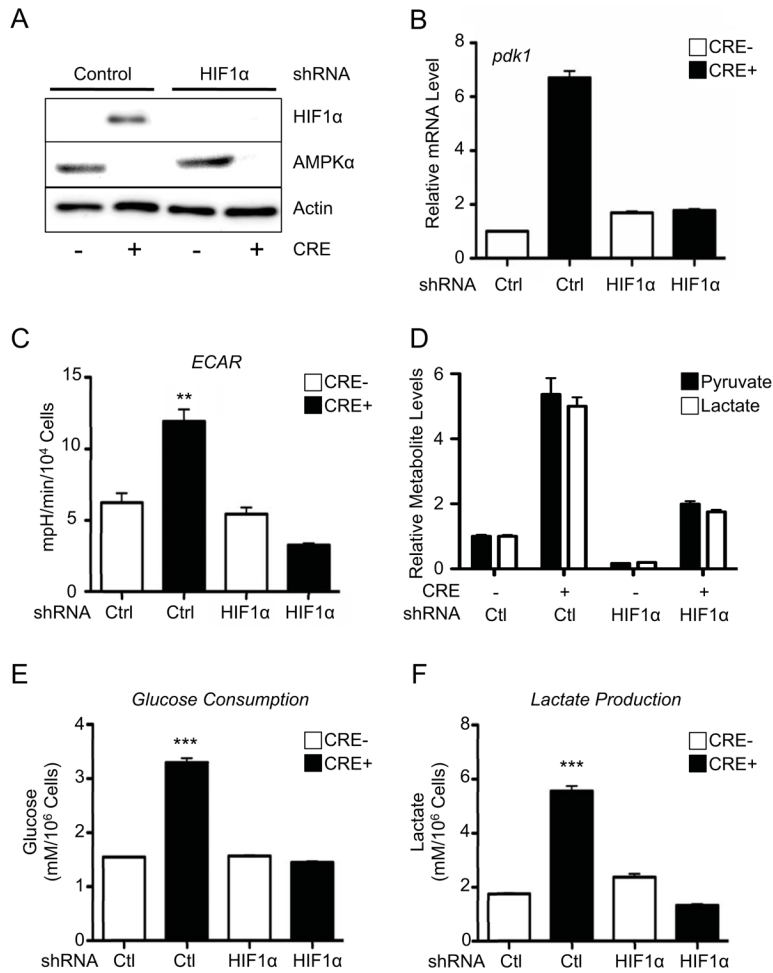 A
Control HIF1α shRNA
HIF1α
AMPKα
Actin
- + - + CRE
B
pdk1
CRE-
CRE+
Relative mRNA Level
8
6
4
2
0
shRNA Ctrl Ctrl HIF1α HIF1α
C
ECAR
CRE-
CRE+
mpH/min/10⁴ Cells
15
10
5
0
shRNA Ctrl Ctrl HIF1α HIF1α
D
Pyruvate
Lactate
Relative Metabolite Levels
6
4
2
0
CRE - + - +
shRNA Ctl Ctl HIF1α HIF1α
**
E
Glucose Consumption
CRE-
CRE+
Glucose
(mM/10⁶ Cells)
4
3
2
1
0
***
shRNA Ctl Ctl HIF1α HIF1α
F
Lactate Production
CRE-
CRE+
Lactate
(mM/10⁶ Cells)
8
6
4
2
0
***
shRNA Ctl Ctl HIF1α HIF1α